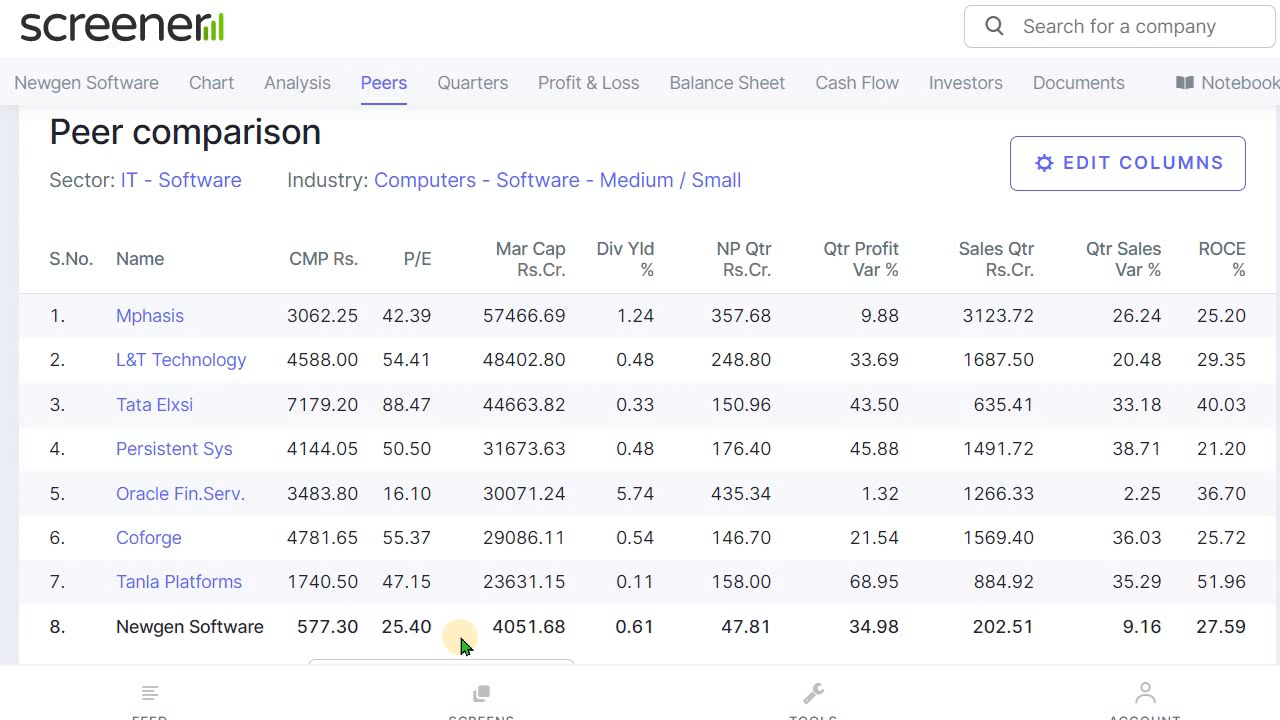 screener
Search for a company
Newgen Software Chart Analysis Peers Quarters Profit & Loss Balance Sheet Cash Flow Investors Documents Notebook
Peer comparison
EDIT COLUMNS
Sector: IT - Software Industry: Computers - Software - Medium / Small
S.No. Name CMP Rs. P/E Mar Cap Rs.Cr. Div Yld % NP Qtr Rs.Cr. Qtr Profit Var % Sales Qtr Rs.Cr. Qtr Sales Var % ROCE %
1. Mphasis 3062.25 42.39 57466.69 1.24 357.68 9.88 3123.72 26.24 25.20
2. L&T Technology 4588.00 54.41 48402.80 0.48 248.80 33.69 1687.50 20.48 29.35
3. Tata Elxsi 7179.20 88.47 44663.82 0.33 150.96 43.50 635.41 33.18 40.03
4. Persistent Sys 4144.05 50.50 31673.63 0.48 176.40 45.88 1491.72 38.71 21.20
5. Oracle Fin.Serv. 3483.80 16.10 30071.24 5.74 435.34 1.32 1266.33 2.25 36.70
6. Coforge 4781.65 55.37 29086.11 0.54 146.70 21.54 1569.40 36.03 25.72
7. Tanla Platforms 1740.50 47.15 23631.15 0.11 158.00 68.95 884.92 35.29 51.96
8. Newgen Software 577.30 25.40 4051.68 0.61 47.81 34.98 202.51 9.16 27.59
FEED SCREENS TOOLS ACCOUNT